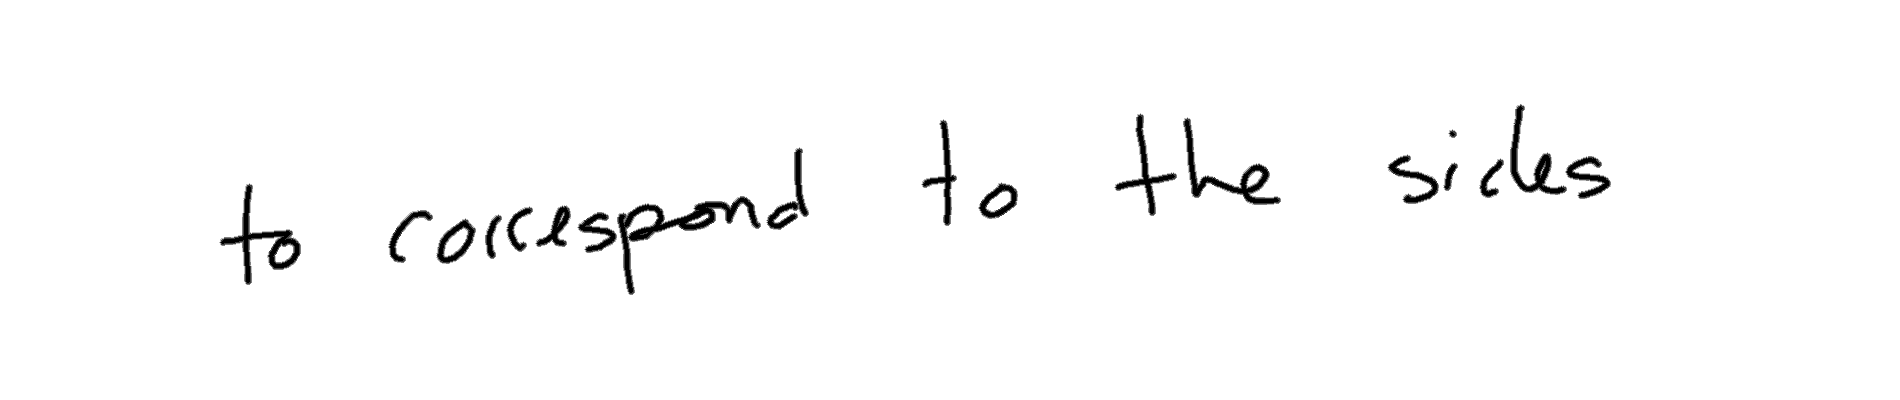 to correspond to the sides